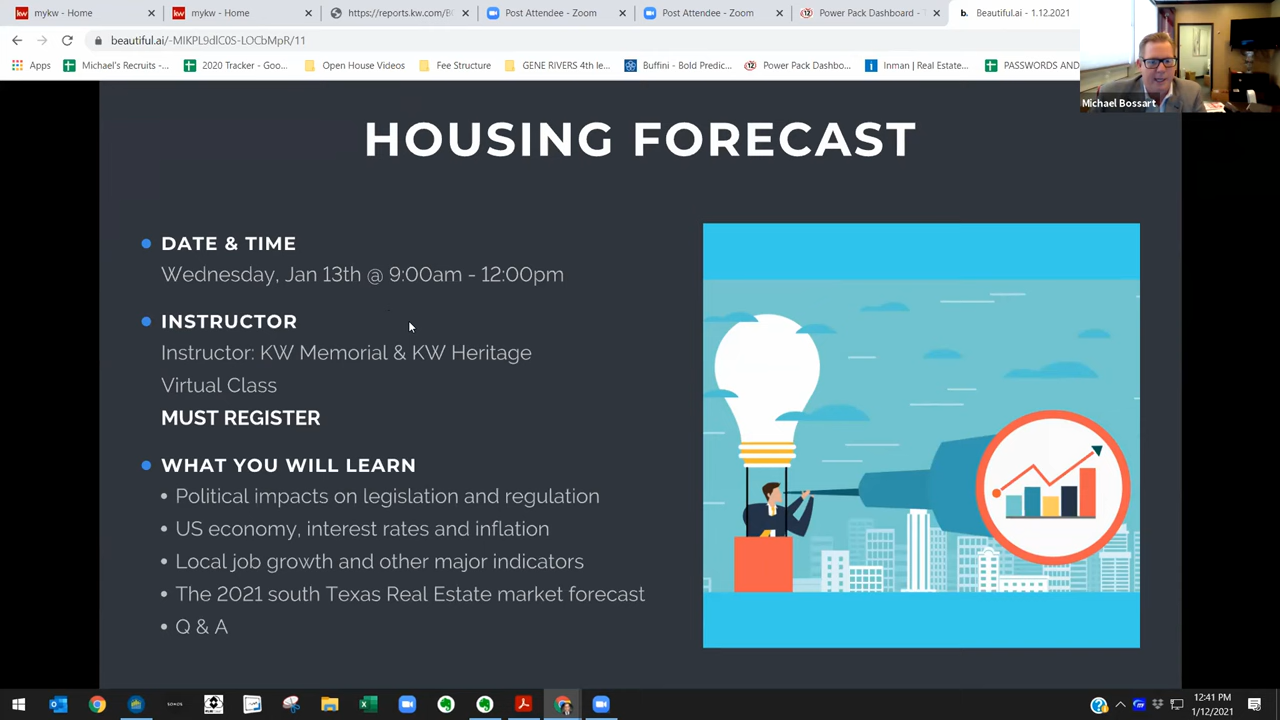 mykw - Home
mykw - Home
https://reports.kw.com/E
Post Attendee - Zoom
Post Attendee - Zoom
Power Pack Dashboard -
b. Beautiful.ai - 1.12.2021
beautiful.ai/-MIKPL9dlC0S-LOCbMpR/11
Apps
Michael's Recruits -...
2020 Tracker - Goo...
Open House Videos
Fee Structure
GENE RIVERS 4th le...
Buffini - Bold Predic...
Power Pack Dashbo...
Inman | Real Estate...
PASSWORDS AND
Michael Bossart
HOUSING FORECAST
DATE & TIME
Wednesday, Jan 13th @ 9:00am - 12:00pm
INSTRUCTOR
Instructor: KW Memorial & KW Heritage
Virtual Class
MUST REGISTER
WHAT YOU WILL LEARN
• Political impacts on legislation and regulation
• US economy, interest rates and inflation
• Local job growth and other major indicators
• The 2021 south Texas Real Estate market forecast
• Q & A
SONOS
12:41 PM
1/12/2021